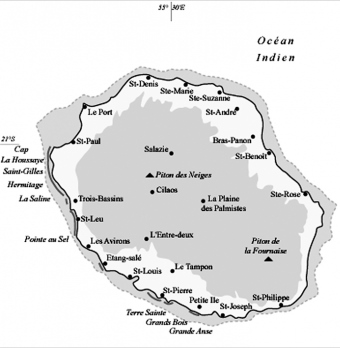 55° 30'E
Océan
Indien
St-Denis
Ste-Marie
Ste-Suzanne
Le Port
St-André
21°S
St-Paul
Bras-Panon
Cap
La Houssaye
Salazie
St-Benoît
Saint-Gilles
Piton des Neiges
Hermitage
Cilaos
Ste-Rose
La Saline
Trois-Bassins
La Plaine
des Palmistes
St-Leu
L'Entre-deux
Pointe au Sel
Les Avirons
Piton de
la Fournaise
Etang-salé
St-Louis
Le Tampon
St-Pierre
Petite Ile
St-Philippe
Terre Sainte
St-Joseph
Grands Bois
Grande Anse